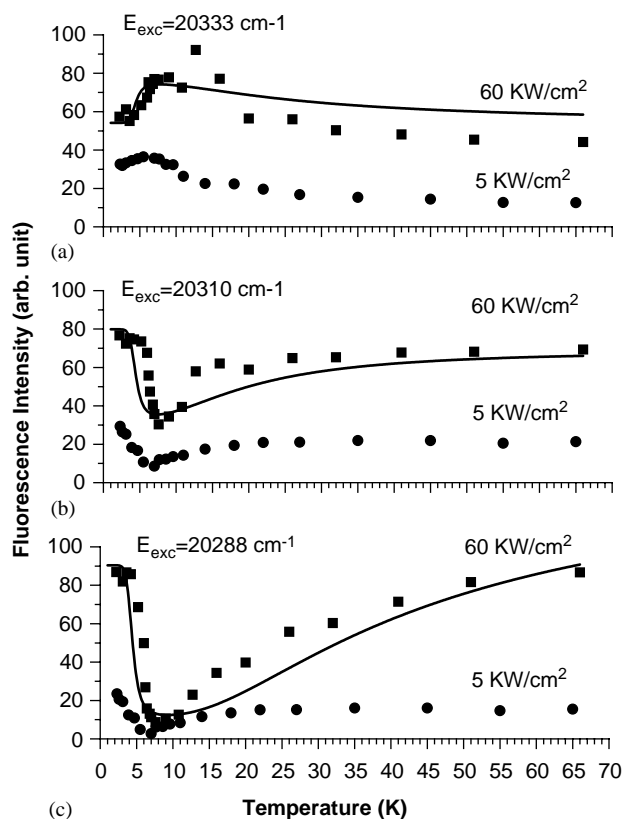 E_exc=20333 cm-1
100
80
60
40
20
0
60 KW/cm²
5 KW/cm²
(a)
E_exc=20310 cm-1
100
80
60
40
20
0
60 KW/cm²
5 KW/cm²
(b)
E_exc=20288 cm-1
100
80
60
40
20
0
60 KW/cm²
5 KW/cm²
0 5 10 15 20 25 30 35 40 45 50 55 60 65 70
(c)
Temperature (K)
Fluorescence Intensity (arb. unit)